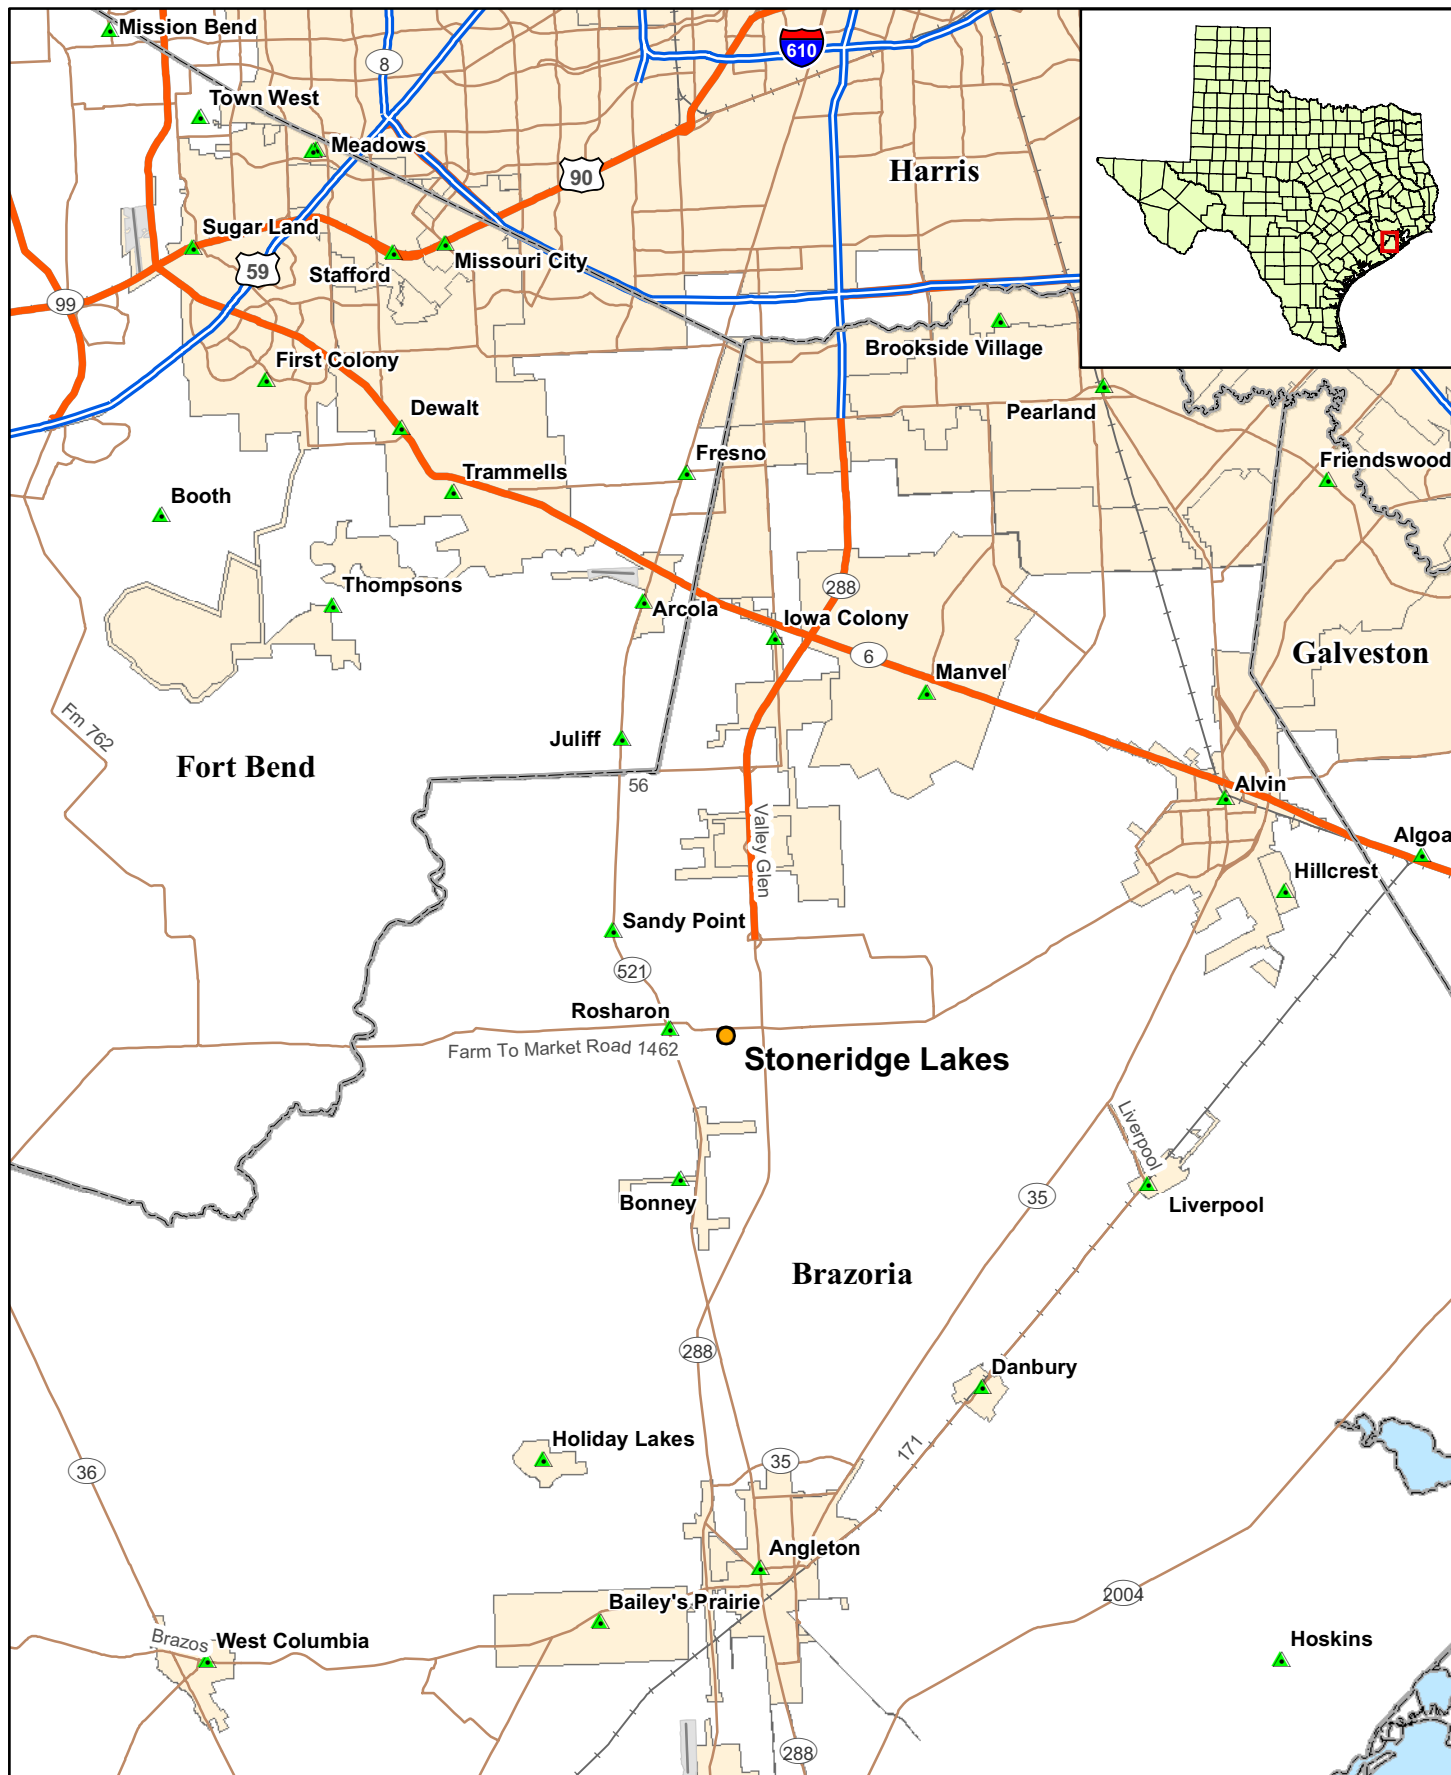 Mission Bend
8
610
Town West
Meadows
90
Harris
Sugar Land
59
Stafford
Missouri City
99
Brookside Village
First Colony
Pearland
Dewalt
Fresno
Friendswood
Trammells
Booth
Thompsons
288
Arcola
Iowa Colony
6
Galveston
Manvel
Fm 762
Juliff
Fort Bend
56
Alvin
Valley Glen
Algoa
Hillcrest
Sandy Point
521
Rosharon
Farm To Market Road 1462
Stoneridge Lakes
Liverpool
Bonney
35
Liverpool
Brazoria
288
Danbury
Holiday Lakes
171
35
36
Angleton
2004
Bailey's Prairie
Brazos
West Columbia
Hoskins
288